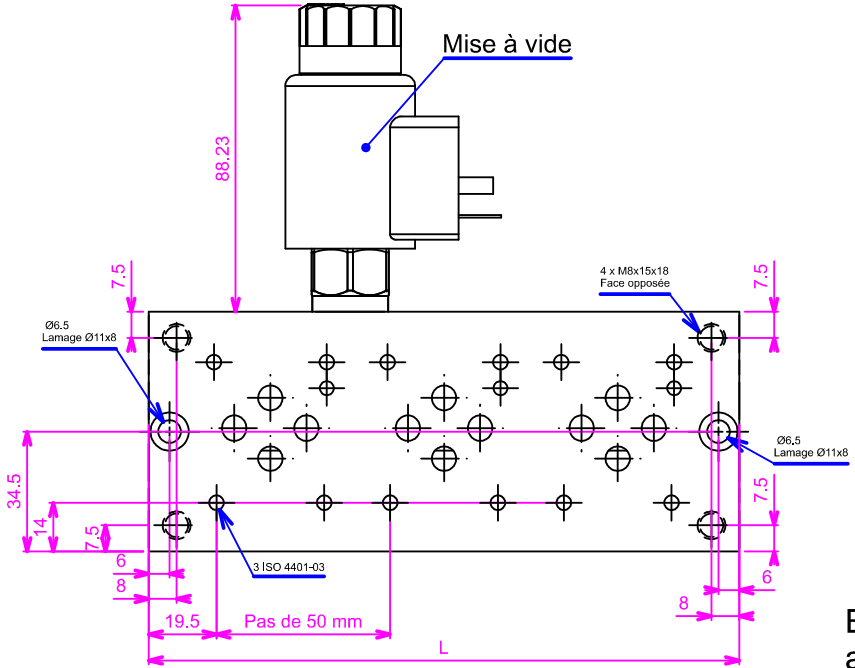 Mise à vide
88.23
4 x M8x15x18
Face opposée
7.5
7.5
Ø6.5
Lamage Ø11x8
Ø6,5
Lamage Ø11x8
34.5
14
7.5
7.5
3 ISO 4401-03
6
8
6
8
19.5
Pas de 50 mm
L